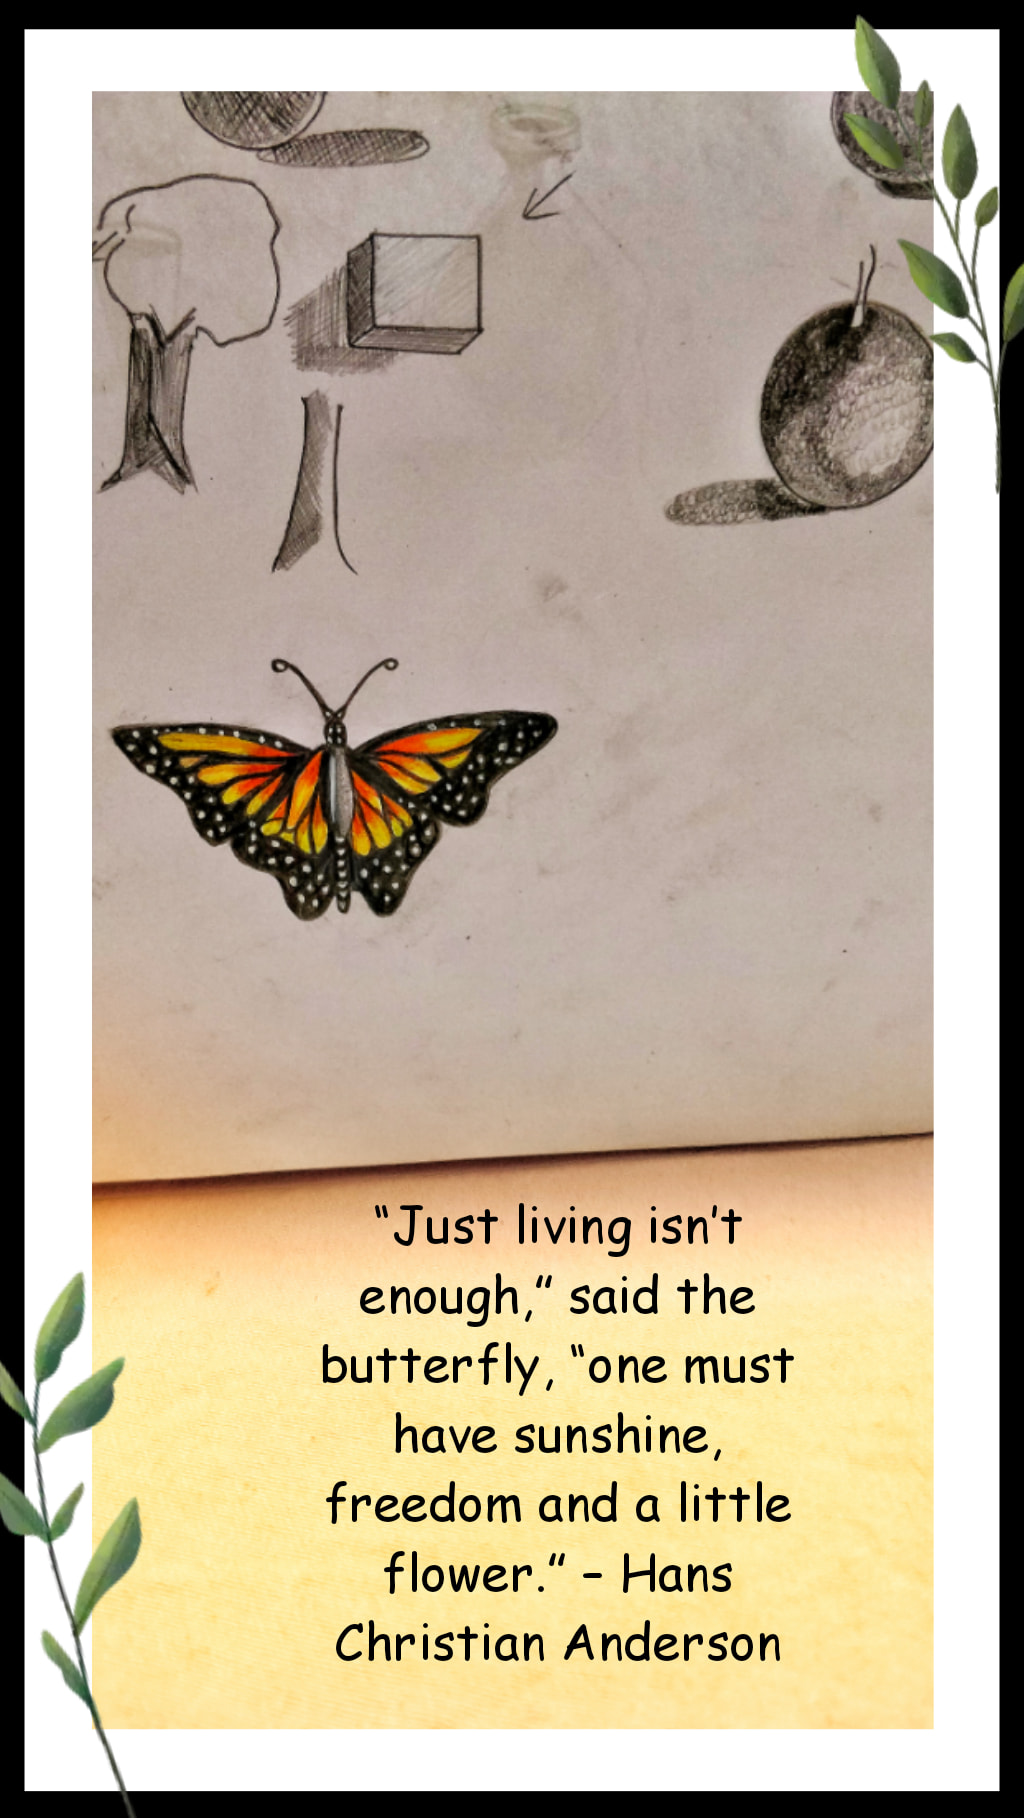 “Just living isn’t
enough,” said the
butterfly, “one must
have sunshine,
freedom and a little
flower.” – Hans
Christian Anderson